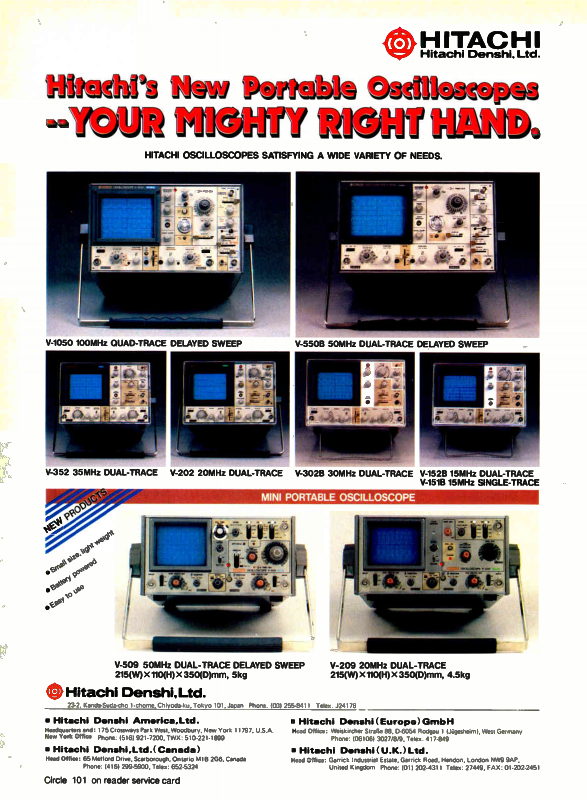 HITACHI
Hitachi Denshi, Ltd.
Hitachi's New Portable Oscilloscopes
--YOUR MIGHTY RIGHT HAND.
HITACHI OSCILLOSCOPES SATISFYING A WIDE VARIETY OF NEEDS.
V-1050 100MHz QUAD-TRACE DELAYED SWEEP
V-550B 50MHz DUAL-TRACE DELAYED SWEEP
V-352 35MHz DUAL-TRACE
V-202 20MHz DUAL-TRACE
V-302B 30MHz DUAL-TRACE
V-152B 15MHz DUAL-TRACE
V-151B 15MHz SINGLE-TRACE
MINI PORTABLE OSCILLOSCOPE
NEW PRODUCTS
● Small size, light weight
● Battery powered
● Easy to use
V-509 50MHz DUAL-TRACE DELAYED SWEEP
215(W)×110(H)×350(D)mm, 5kg
V-209 20MHz DUAL-TRACE
215(W)×110(H)×350(D)mm, 4.5kg
Hitachi Denshi, Ltd.
23-2, Kanda-Suda-cho 1-chome, Chiyoda-ku, Tokyo 101, Japan Phone. (03) 255-8411 Telex. J24178
■ Hitachi Denshi America, Ltd.
Headquarters and: 175 Crossways Park West, Woodbury, New York 11797, U.S.A.
New York Office Phone: (516) 921-7200, TWX: 510-221-1899
■ Hitachi Denshi, Ltd. (Canada)
Head Office: 65 Melford Drive, Scarborough, Ontario M1B 2G6, Canada
Phone: (416) 299-5900, Telex: 652-5334
■ Hitachi Denshi (Europe) GmbH
Head Office: Weiskircher Straße 88, D-6054 Rodgau 1 (Jügesheim), West Germany
Phone: (06106) 3027/8/9, Telex. 417-849
■ Hitachi Denshi (U.K.) Ltd.
Head Office: Garrick Industrial Estate, Garrick Road, Hendon, London NW9 9AP,
United Kingdom Phone: (01) 202-4311 Telex: 27449, FAX: 01-202-2451
Circle 101 on reader service card